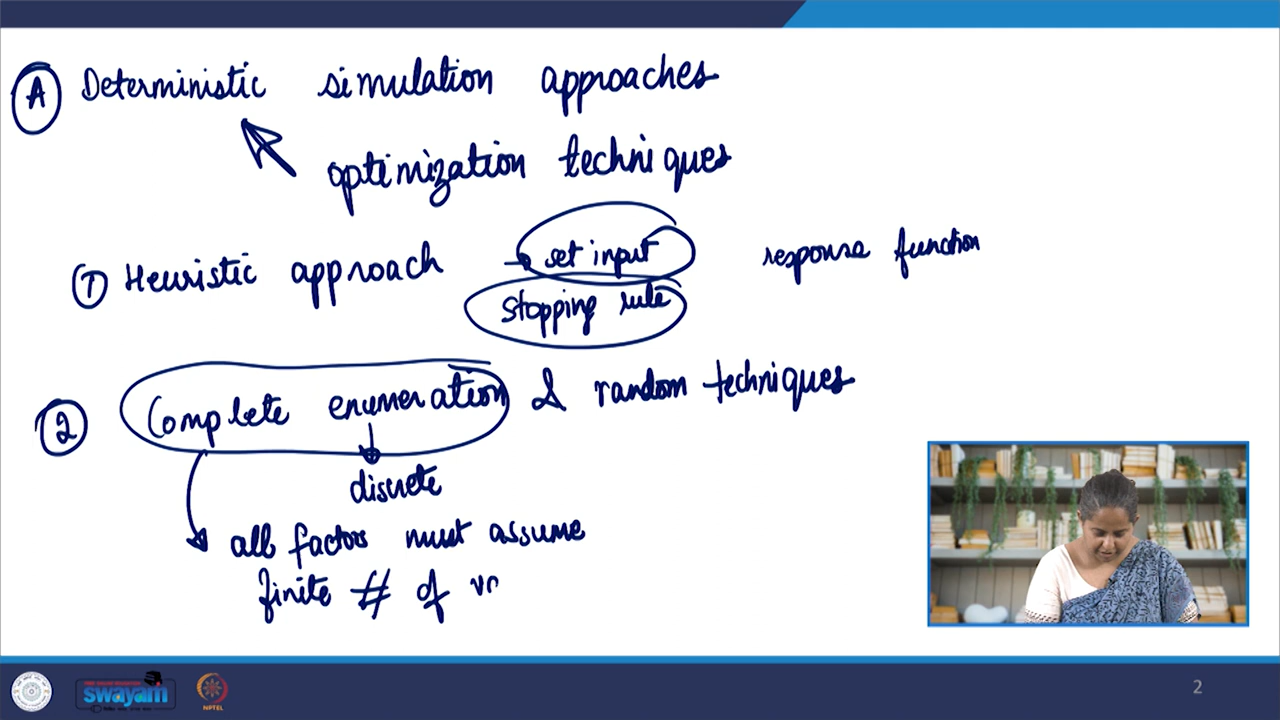 A Deterministic simulation approaches
optimization techniques
1 Heuristic approach → set input response function
stopping rule
2 Complete enumeration & random techniques
discrete
all factors must assume
finite # of
swayam
NPTEL
2